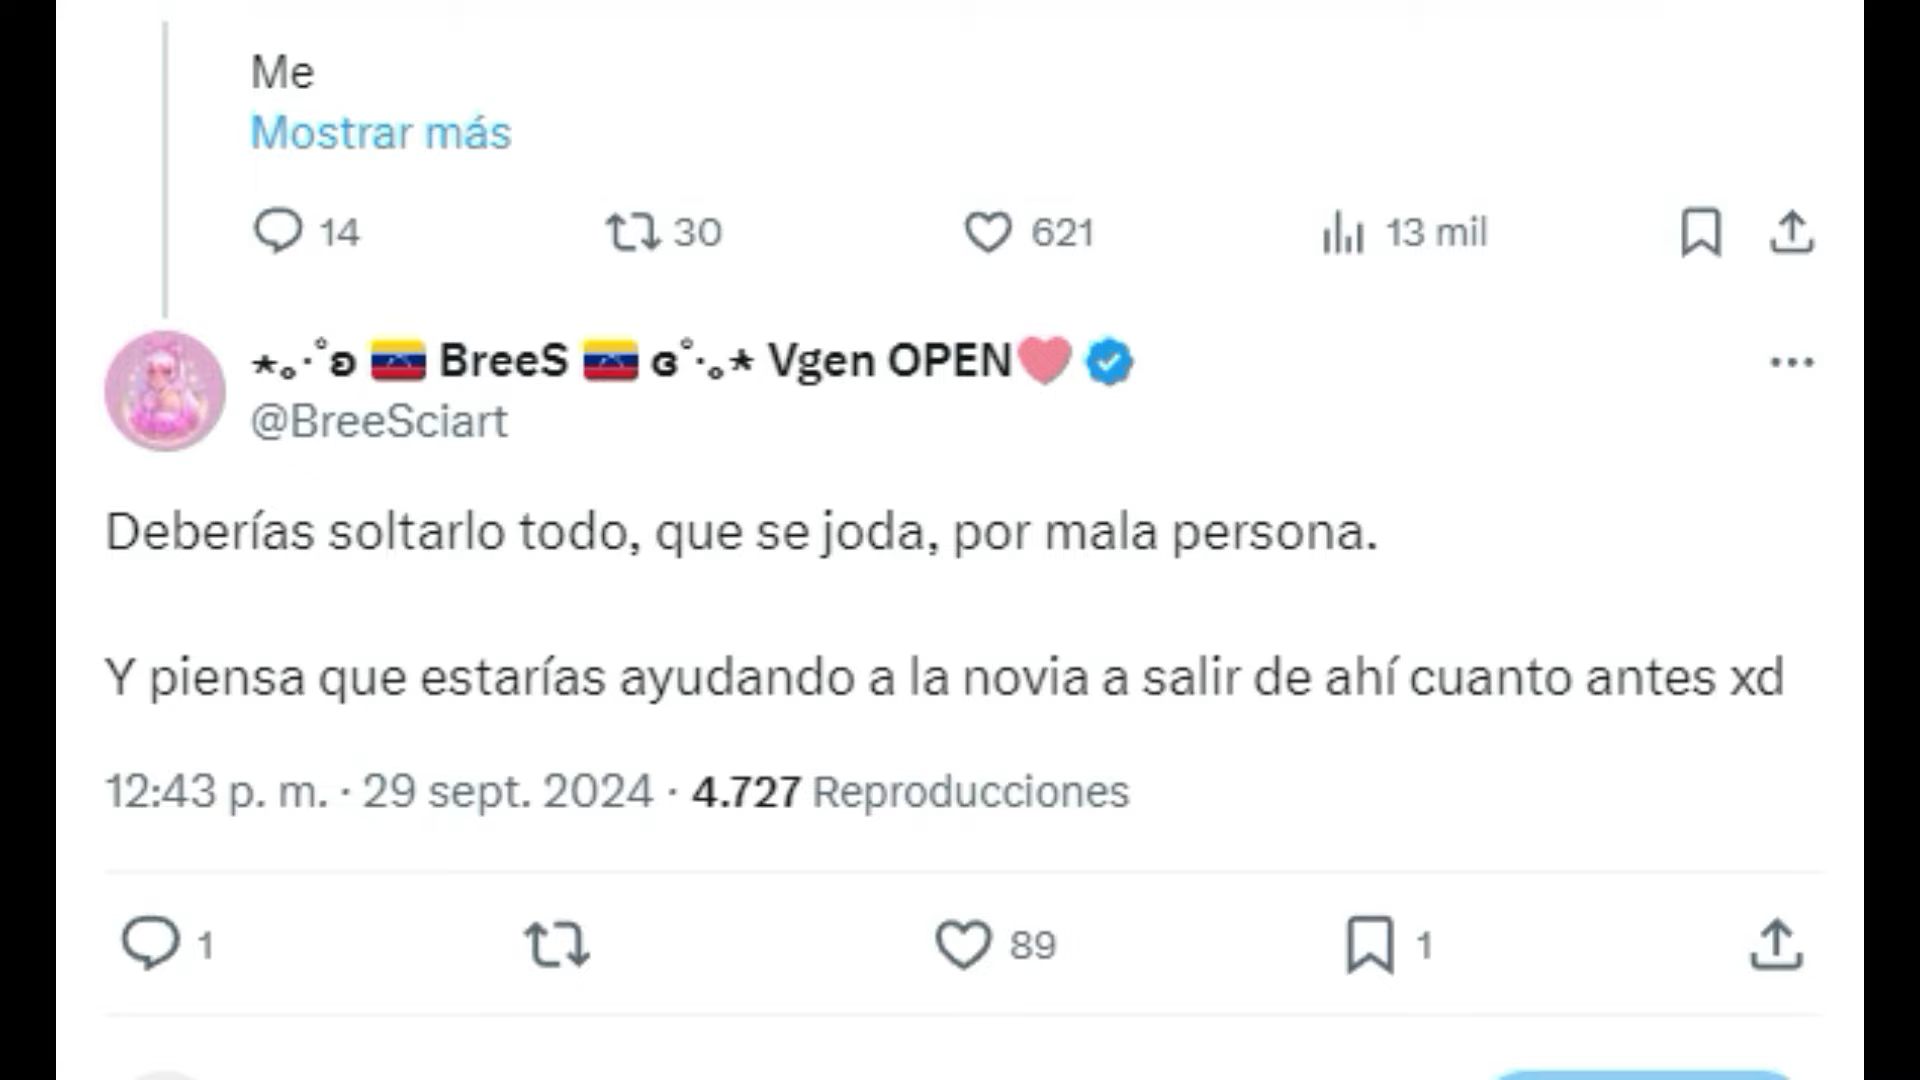 Me
Mostrar más
14 30 621 13 mil
⋆｡‧˚ʚ 🇻🇪 BreeS 🇻🇪 ɞ˚‧｡⋆ Vgen OPEN🩷
@BreeSciart
Deberías soltarlo todo, que se joda, por mala persona.
Y piensa que estarías ayudando a la novia a salir de ahí cuanto antes xd
12:43 p. m. · 29 sept. 2024 · 4.727 Reproducciones
1 89 1